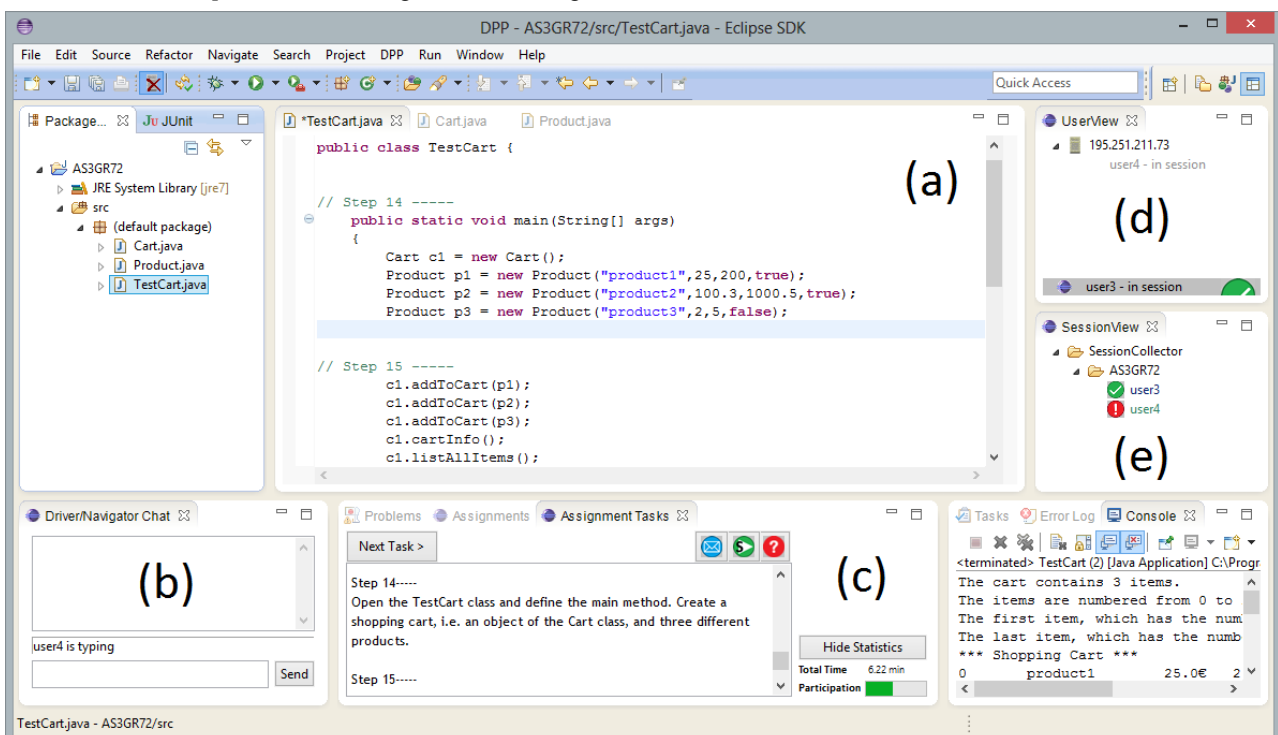 DPP - AS3GR72/src/TestCart.java - Eclipse SDK
File Edit Source Refactor Navigate Search Project DPP Run Window Help
Quick Access
Package... JUnit
AS3GR72
JRE System Library [jre7]
src
(default package)
Cart.java
Product.java
TestCart.java
*TestCart.java Cart.java Product.java
public class TestCart {
(a)
// Step 14 -----
public static void main(String[] args)
{
Cart c1 = new Cart();
Product p1 = new Product("product1",25,200,true);
Product p2 = new Product("product2",100.3,1000.5,true);
Product p3 = new Product("product3",2,5,false);
// Step 15 -----
c1.addToCart(p1);
c1.addToCart(p2);
c1.addToCart(p3);
c1.cartInfo();
c1.listAllItems();
UserView
195.251.211.73
user4 - in session
(d)
user3 - in session
SessionView
SessionCollector
AS3GR72
user3
user4
(e)
Driver/Navigator Chat
(b)
user4 is typing
Send
Problems Assignments Assignment Tasks
Next Task >
Step 14-----
Open the TestCart class and define the main method. Create a
shopping cart, i.e. an object of the Cart class, and three different
products.
Step 15-----
(c)
Hide Statistics
Total Time 6.22 min
Participation
Tasks Error Log Console
<terminated> TestCart (2) [Java Application] C:\Progr
The cart contains 3 items.
The items are numbered from 0 to
The first item, which has the num
The last item, which has the numb
*** Shopping Cart ***
0 product1 25.0€ 2
TestCart.java - AS3GR72/src